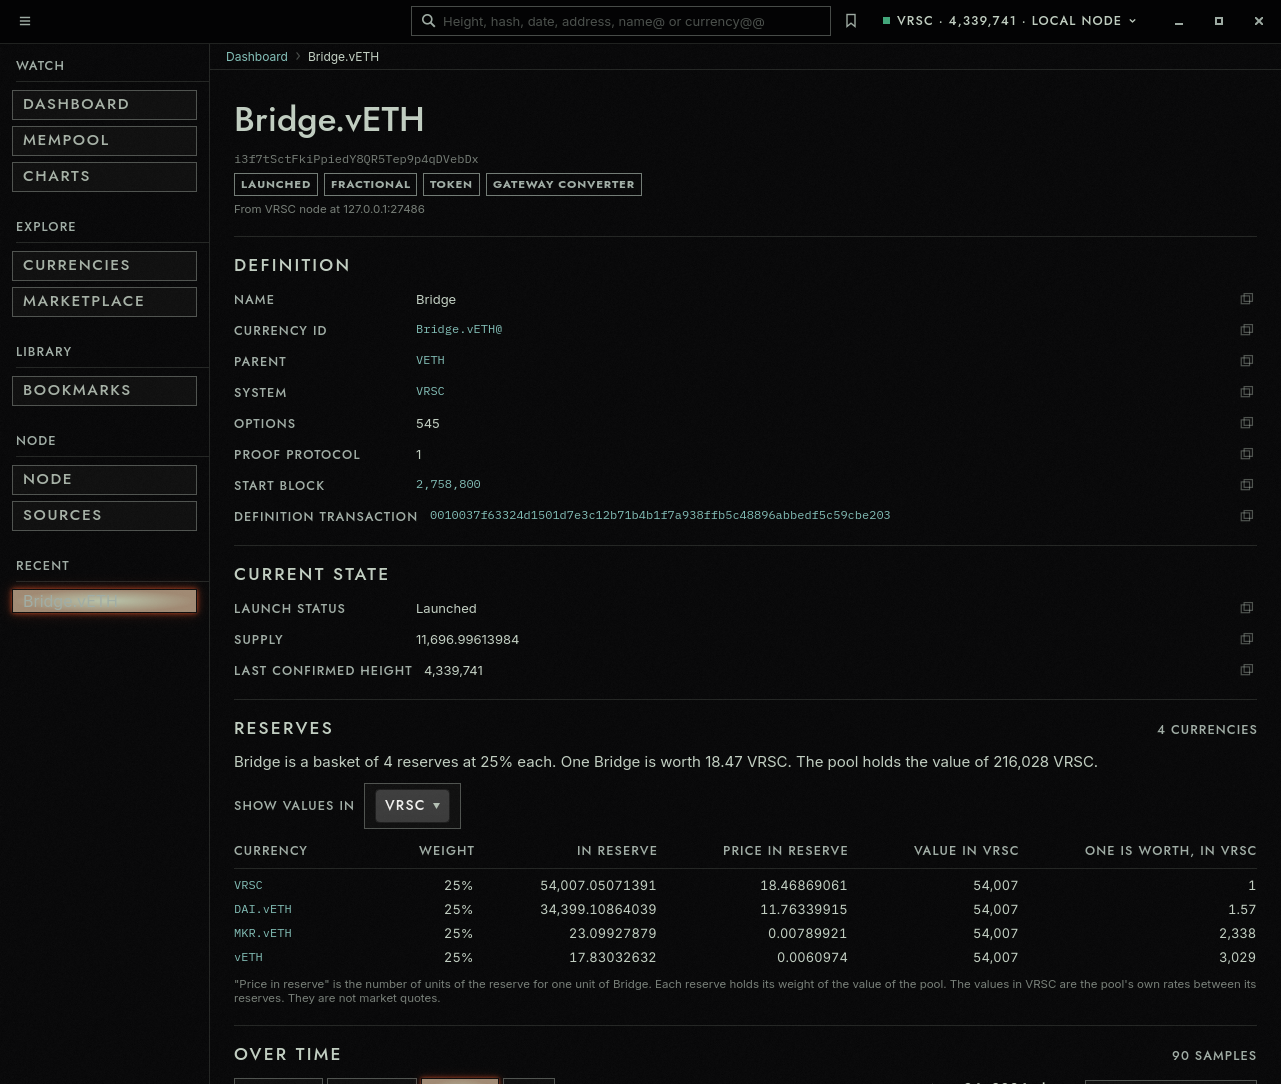 Height, hash, date, address, name@ or currency@@
VRSC · 4,339,741 · LOCAL NODE
Dashboard › Bridge.vETH
WATCH
DASHBOARD
MEMPOOL
CHARTS
EXPLORE
CURRENCIES
MARKETPLACE
LIBRARY
BOOKMARKS
NODE
NODE
SOURCES
RECENT
Bridge.vETH
Bridge.vETH
i3f7tSctFkiPpiedY8QR5Tep9p4qDVebDx
LAUNCHED FRACTIONAL TOKEN GATEWAY CONVERTER
From VRSC node at 127.0.0.1:27486
DEFINITION
NAME Bridge
CURRENCY ID Bridge.vETH@
PARENT VETH
SYSTEM VRSC
OPTIONS 545
PROOF PROTOCOL 1
START BLOCK 2,758,800
DEFINITION TRANSACTION 0010037f63324d1501d7e3c12b71b4b1f7a938ffb5c48896abbedf5c59cbe203
CURRENT STATE
LAUNCH STATUS Launched
SUPPLY 11,696.99613984
LAST CONFIRMED HEIGHT 4,339,741
RESERVES 4 CURRENCIES
Bridge is a basket of 4 reserves at 25% each. One Bridge is worth 18.47 VRSC. The pool holds the value of 216,028 VRSC.
SHOW VALUES IN VRSC
CURRENCY WEIGHT IN RESERVE PRICE IN RESERVE VALUE IN VRSC ONE IS WORTH, IN VRSC
VRSC 25% 54,007.05071391 18.46869061 54,007 1
DAI.vETH 25% 34,399.10864039 11.76339915 54,007 1.57
MKR.vETH 25% 23.09927879 0.00789921 54,007 2,338
vETH 25% 17.83032632 0.0060974 54,007 3,029
"Price in reserve" is the number of units of the reserve for one unit of Bridge. Each reserve holds its weight of the value of the pool. The values in VRSC are the pool's own rates between its
reserves. They are not market quotes.
OVER TIME 90 SAMPLES